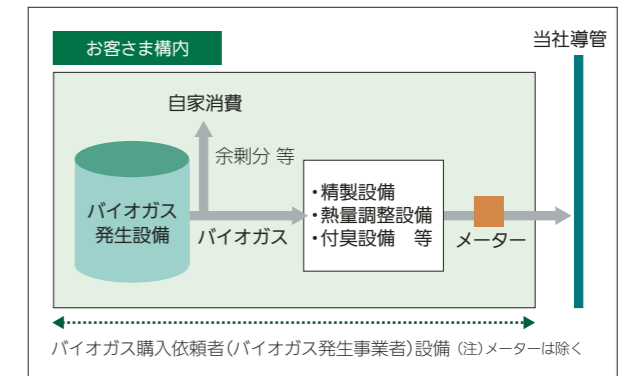 当社導管
お客さま構内
自家消費
余剰分 等
バイオガス
発生設備
バイオガス
・精製設備
・熱量調整設備
・付臭設備 等
メーター
バイオガス購入依頼者(バイオガス発生事業者)設備 (注)メーターは除く